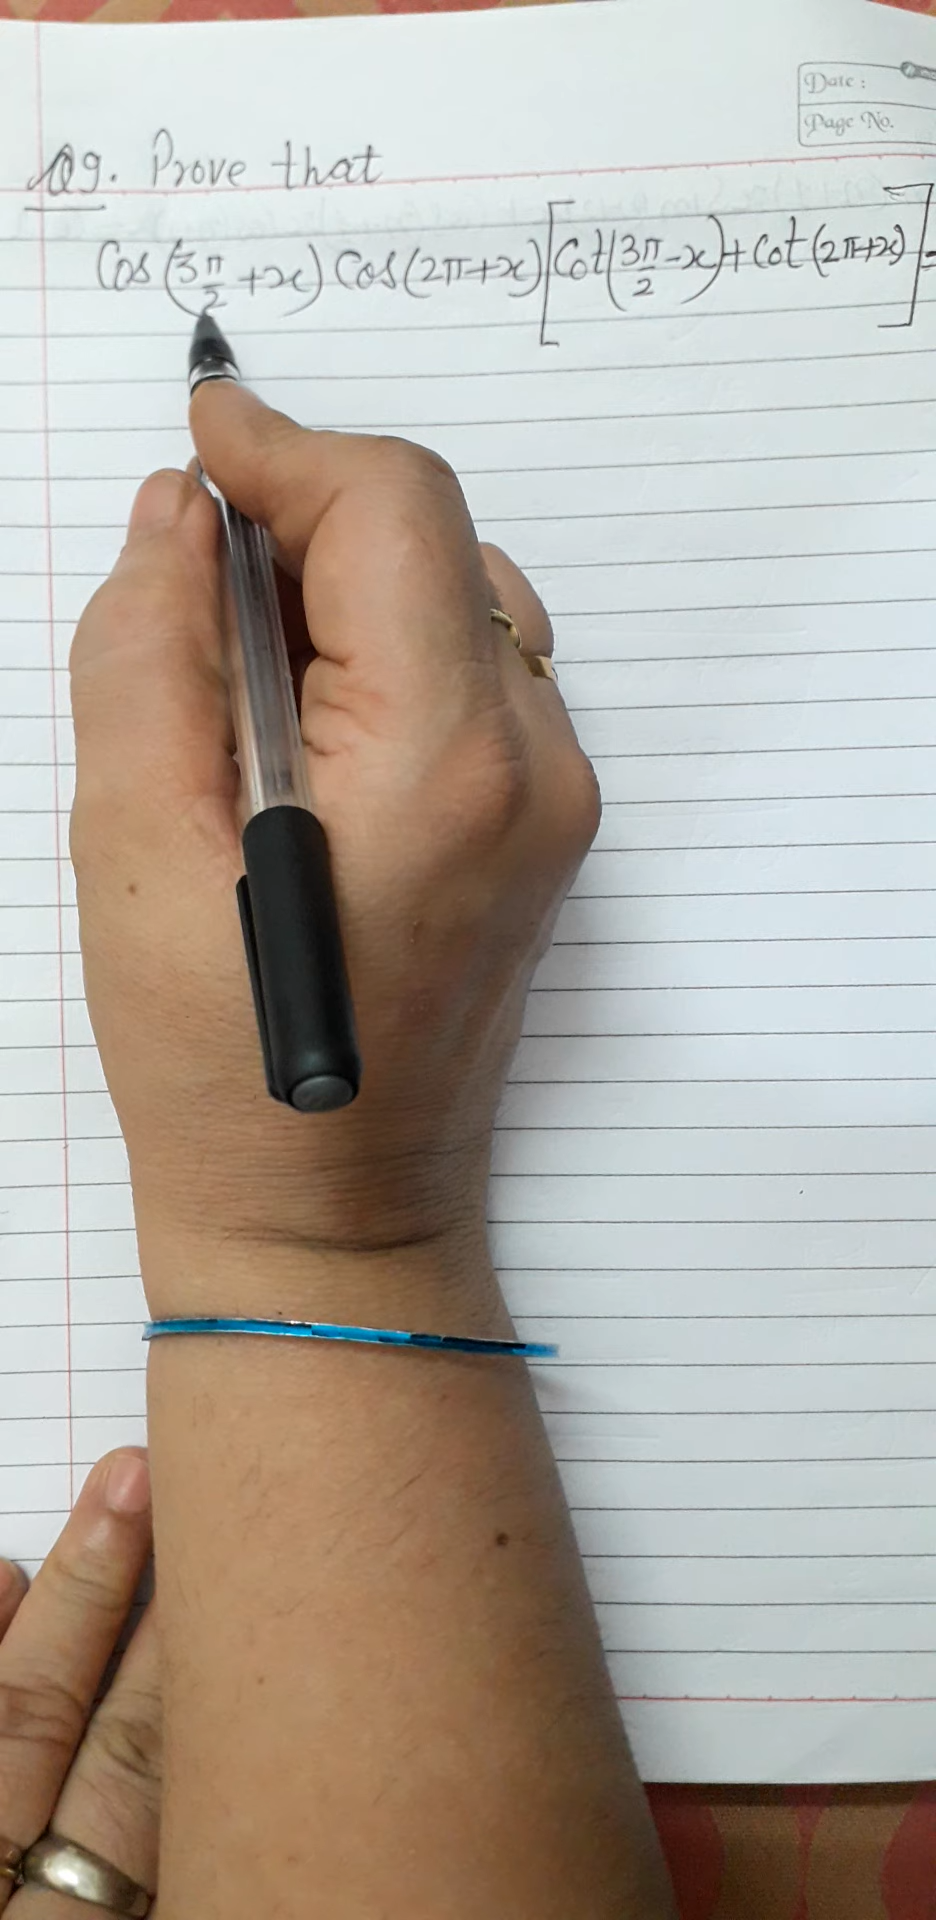 Date :
Page No.
Q9. Prove that
Cos(3π/2 +x) Cos(2π+x)[Cot(3π/2 -x)+Cot(2π+x)]=